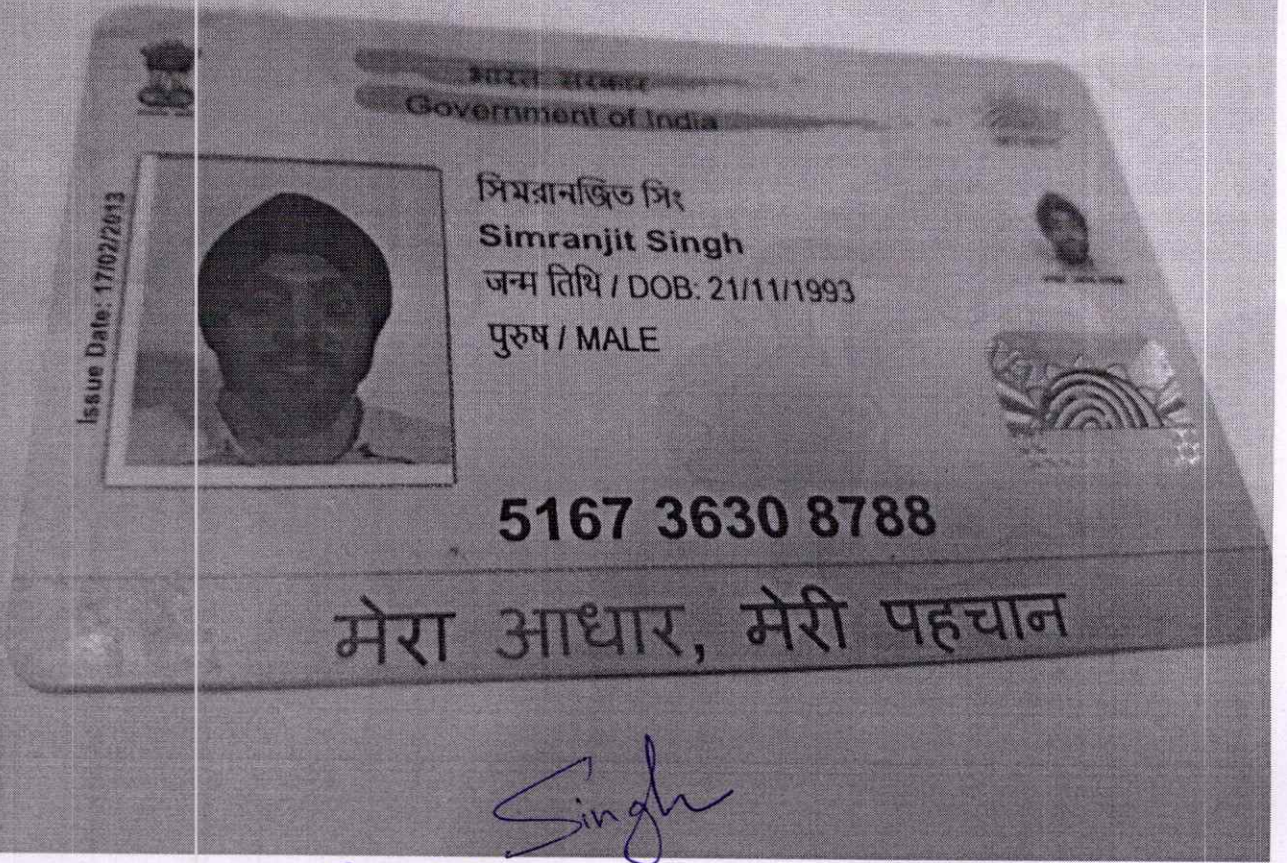 भारत सरकार
Government of India
Issue Date: 17/02/2013
সিমরানজিত সিং
Simranjit Singh
जन्म तिथि / DOB: 21/11/1993
पुरुष / MALE
5167 3630 8788
मेरा आधार, मेरी पहचान
Singh